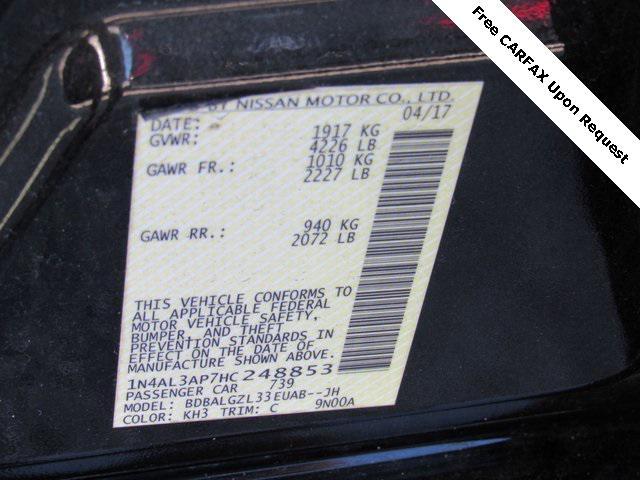 Free CARFAX Upon Request
BY NISSAN MOTOR CO., LTD.
DATE: 04/17
GVWR: 1917 KG
4226 LB
GAWR FR.: 1010 KG
2227 LB
GAWR RR.: 940 KG
2072 LB
THIS VEHICLE CONFORMS TO
ALL APPLICABLE FEDERAL
MOTOR VEHICLE SAFETY,
BUMPER, AND THEFT
PREVENTION STANDARDS IN
EFFECT ON THE DATE OF
MANUFACTURE SHOWN ABOVE.
1N4AL3AP7HC248853
PASSENGER CAR 739
MODEL: BDBALGZL33EUAB--JH
COLOR: KH3 TRIM: C 9N00A